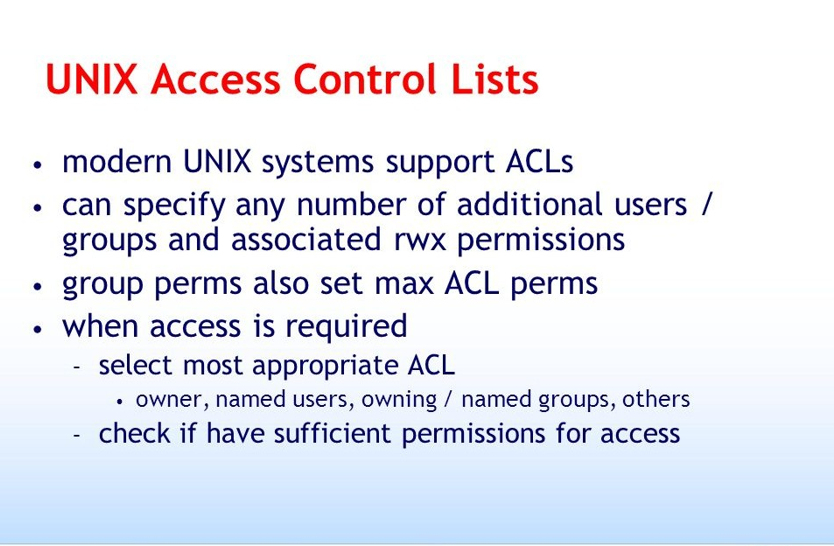 UNIX Access Control Lists
• modern UNIX systems support ACLs
• can specify any number of additional users /
groups and associated rwx permissions
• group perms also set max ACL perms
• when access is required
- select most appropriate ACL
• owner, named users, owning / named groups, others
- check if have sufficient permissions for access